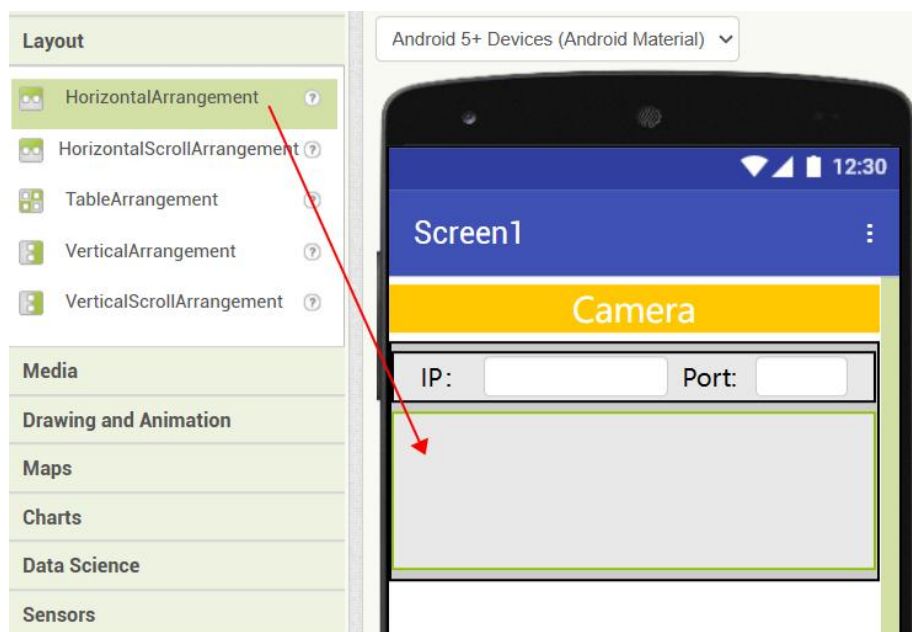 Layout
HorizontalArrangement
HorizontalScrollArrangement
TableArrangement
VerticalArrangement
VerticalScrollArrangement
Media
Drawing and Animation
Maps
Charts
Data Science
Sensors
Android 5+ Devices (Android Material)
12:30
Screen1
Camera
IP: Port: